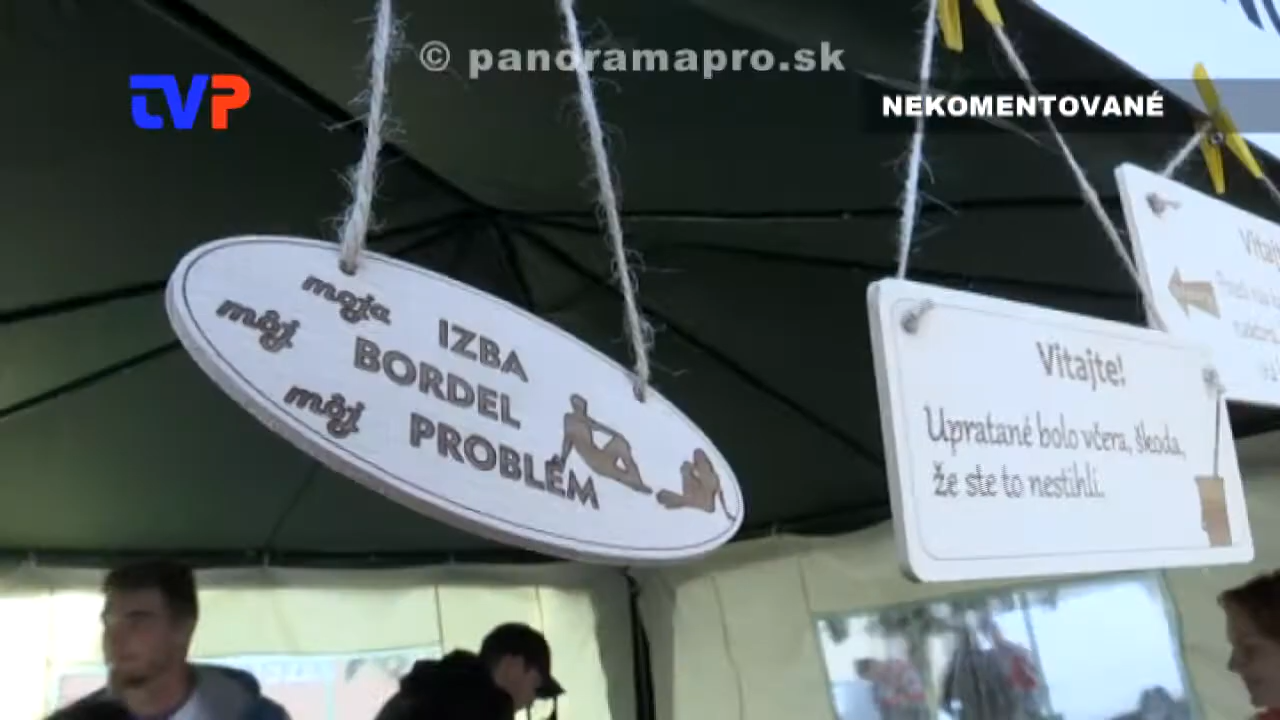 © panoramapro.sk
TVP
NEKOMENTOVANÉ
moja IZBA
môj BORDEL
môj PROBLÉM
Vitajte!
Upratané bolo včera, škoda,
že ste to nestihli.